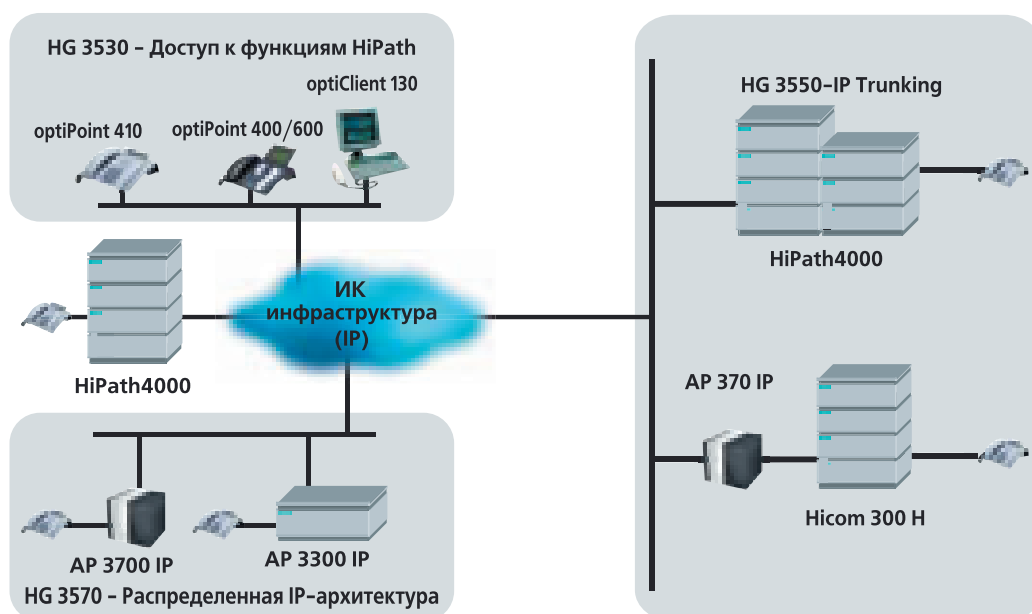 HG 3530 – Доступ к функциям HiPath
optiClient 130
optiPoint 410
optiPoint 400/600
HiPath4000
ИК
инфраструктура
(IP)
AP 3700 IP
AP 3300 IP
HG 3570 – Распределенная IP–архитектура
HG 3550–IP Trunking
HiPath4000
AP 370 IP
Hicom 300 H